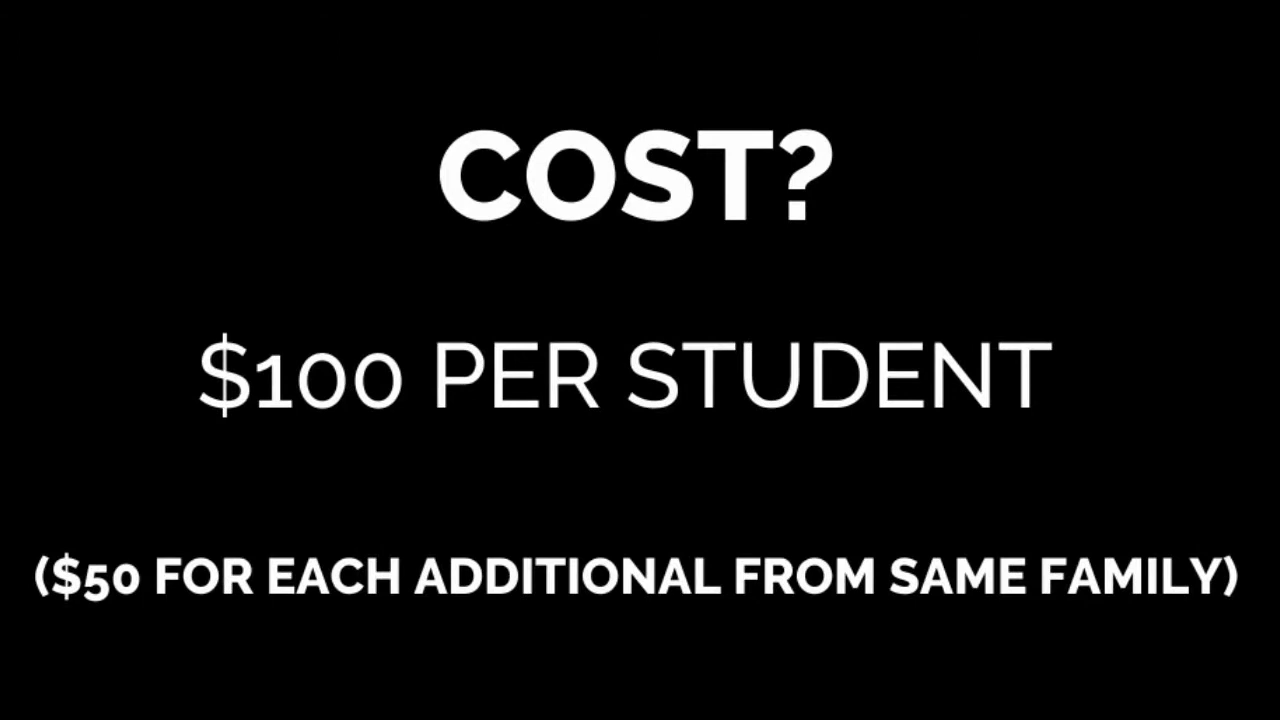 COST?
$100 PER STUDENT
($50 FOR EACH ADDITIONAL FROM SAME FAMILY)